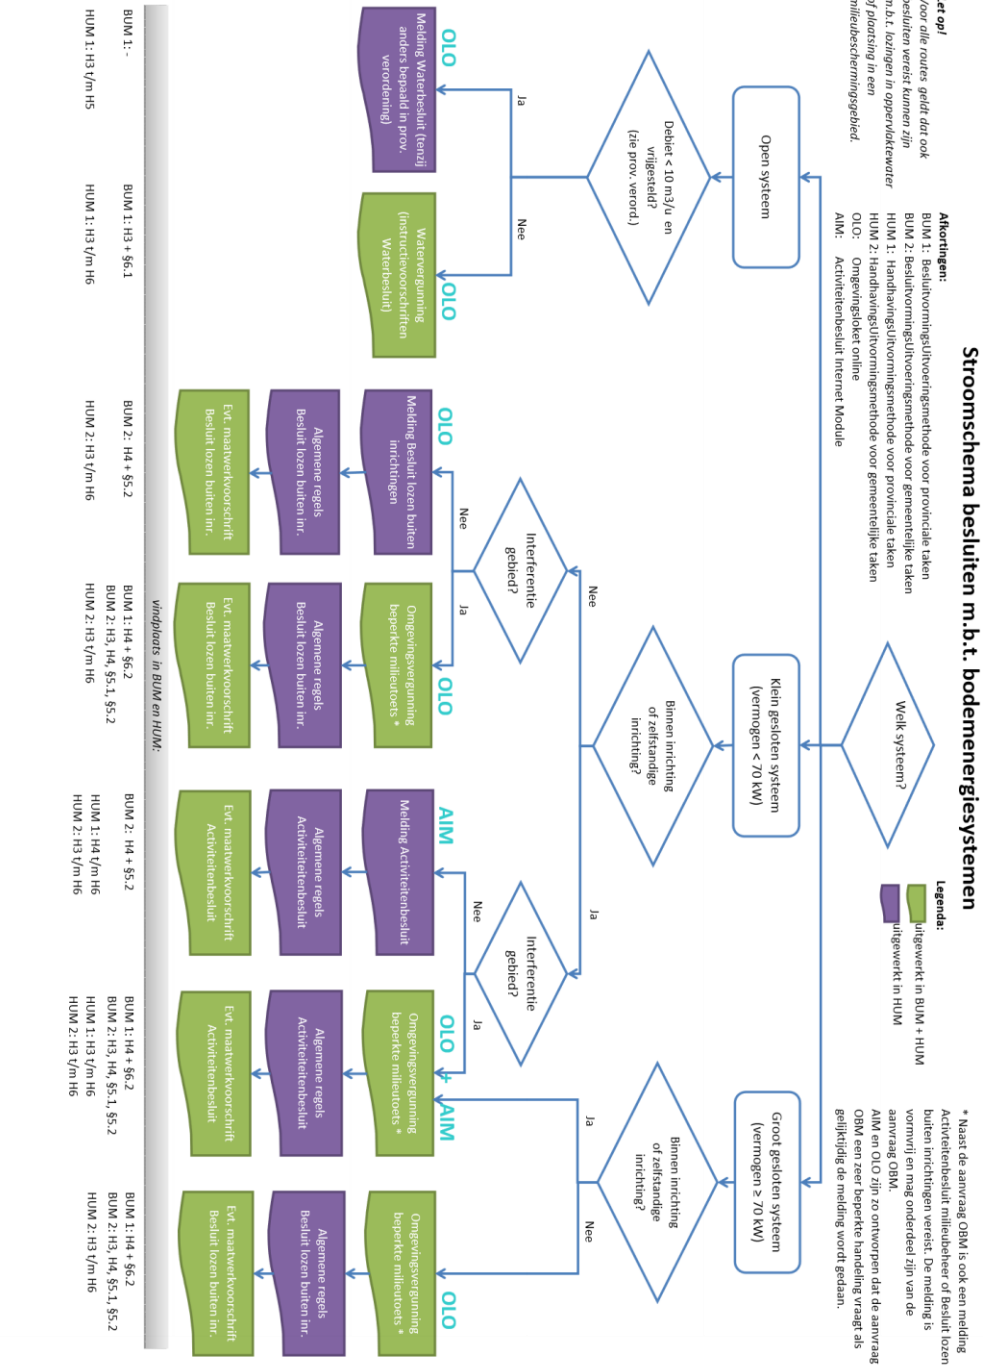 Stroomschema besluiten m.b.t. bodemenergiesystemen
Let op!
Voor alle routes geldt dat ook
besluiten vereist kunnen zijn
m.b.t. lozingen in oppervlaktewater
of plaatsing in een
milieubeschermingsgebied.
Afkortingen:
BUM 1: BesluitvormingsUitvoeringsmethode voor provinciale taken
BUM 2: BesluitvormingsUitvoeringsmethode voor gemeentelijke taken
HUM 1: HandhavingsUitvormingsmethode voor provinciale taken
HUM 2: HandhavingsUitvormingsmethode voor gemeentelijke taken
OLO: Omgevingsloket online
AIM: Activiteitenbesluit Internet Module
Legenda:
uitgewerkt in BUM + HUM
uitgewerkt in HUM
* Naast de aanvraag OBM is ook een melding
Activteitenbesluit milieubeheer of Besluit lozen
buiten inrichtingen vereist. De melding is
vormvrij en mag onderdeel zijn van de
aanvraag OBM.
AIM en OLO zijn zo ontworpen dat de aanvraag
OBM een zeer beperkte handeling vraagt als
gelijktijdig de melding wordt gedaan.
Welk systeem?
Open systeem
Klein gesloten systeem
(vermogen < 70 kW)
Groot gesloten systeem
(vermogen ≥ 70 kW)
Debiet < 10 m3/u en
vrijgesteld?
(zie prov. verord.)
Binnen inrichting
of zelfstandige
inrichting?
Binnen inrichting
of zelfstandige
inrichting?
Nee
Ja
Interferentie
gebied?
Interferentie
gebied?
Ja
Nee
Nee
Ja
Nee
Ja
Ja
Nee
OLO
OLO
OLO
OLO
AIM
OLO + AIM
OLO
Melding Waterbesluit (tenzij
anders bepaald in prov.
verordening)
Watervergunning
(instructievoorschriften
Waterbesluit)
Melding Besluit lozen buiten
inrichtingen
Omgevingsvergunning
beperkte milieutoets *
Melding Activiteitenbesluit
Omgevingsvergunning
beperkte milieutoets *
Omgevingsvergunning
beperkte milieutoets *
Algemene regels
Besluit lozen buiten inr.
Algemene regels
Besluit lozen buiten inr.
Algemene regels
Activiteitenbesluit
Algemene regels
Activiteitenbesluit
Algemene regels
Besluit lozen buiten inr.
Evt. maatwerkvoorschrift
Besluit lozen buiten inr.
Evt. maatwerkvoorschrift
Besluit lozen buiten inr.
Evt. maatwerkvoorschrift
Activiteitenbesluit
Evt. maatwerkvoorschrift
Activiteitenbesluit
Evt. maatwerkvoorschrift
Besluit lozen buiten inr.
vindplaats in BUM en HUM:
BUM 1: -
HUM 1: H3 t/m H5
BUM 1: H3 + §6.1
HUM 1: H3 t/m H6
BUM 2: H4 + §5.2
HUM 2: H3 t/m H6
BUM 1: H4 + §6.2
BUM 2: H3, H4, §5.1, §5.2
HUM 2: H3 t/m H6
BUM 2: H4 + §5.2
HUM 1: H4 t/m H6
HUM 2: H3 t/m H6
BUM 1: H4 + §6.2
BUM 2: H3, H4, §5.1, §5.2
HUM 1: H3 t/m H6
HUM 2: H3 t/m H6
BUM 1: H4 + §6.2
BUM 2: H3, H4, §5.1, §5.2
HUM 2: H3 t/m H6